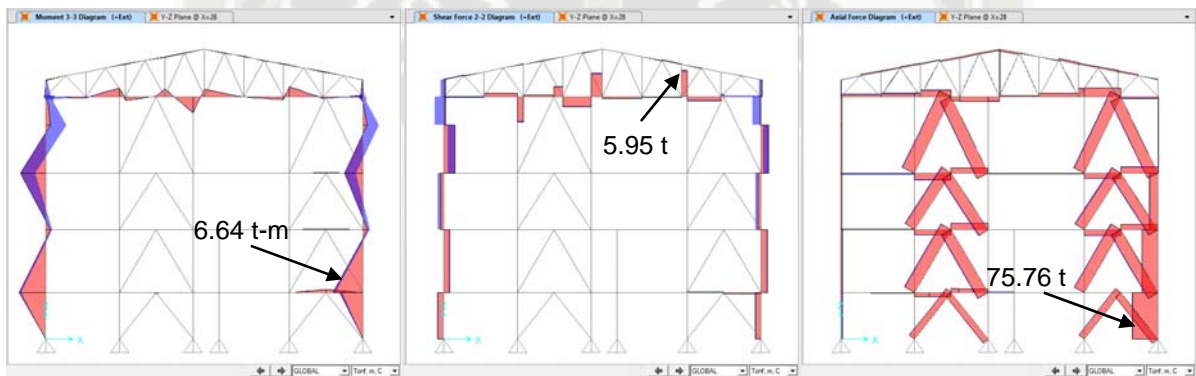 Moment 3-3 Diagram (+Ext)
Y-Z Plane @ X=28
Shear Force 2-2 Diagram (+Ext)
Y-Z Plane @ X=28
Axial Force Diagram (+Ext)
Y-Z Plane @ X=28
6.64 t-m
5.95 t
75.76 t
X
X
X
GLOBAL
Tonf, m, C
GLOBAL
Tonf, m, C
GLOBAL
Tonf, m, C